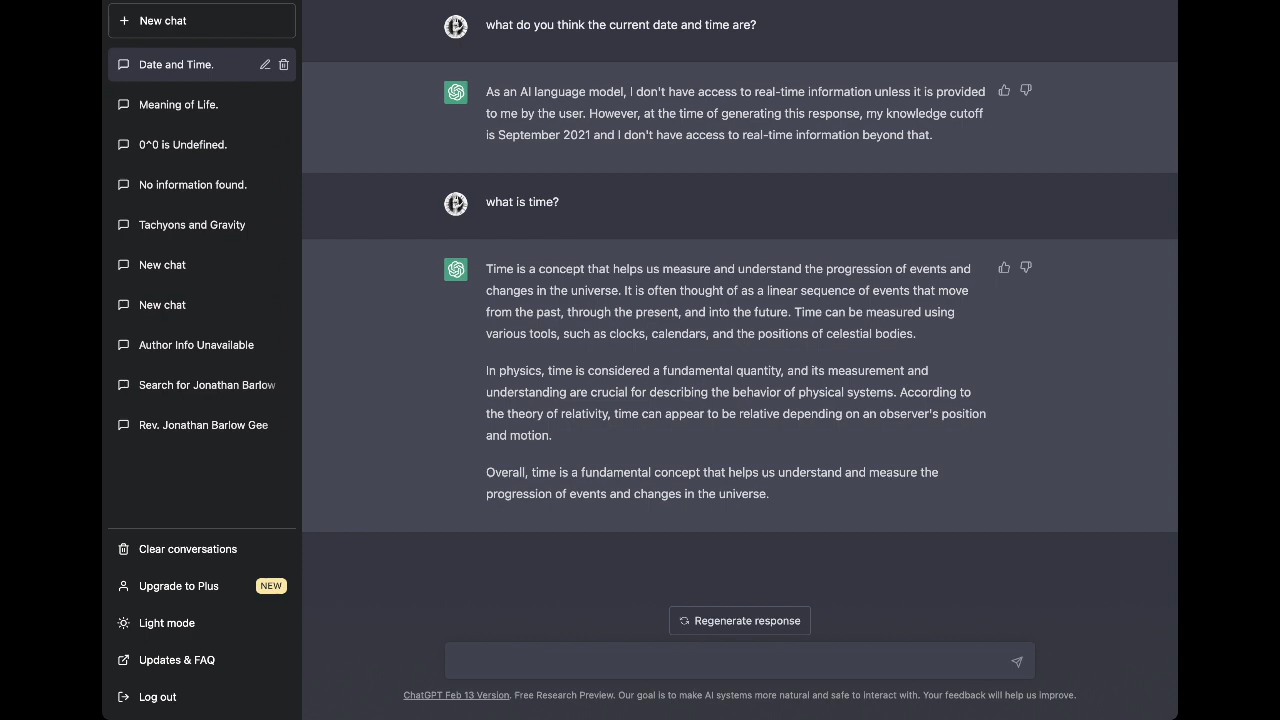 New chat
Date and Time.
Meaning of Life.
0^0 is Undefined.
No information found.
Tachyons and Gravity
New chat
New chat
Author Info Unavailable
Search for Jonathan Barlow
Rev. Jonathan Barlow Gee
Clear conversations
Upgrade to Plus NEW
Light mode
Updates & FAQ
Log out
what do you think the current date and time are?
As an AI language model, I don't have access to real-time information unless it is provided
to me by the user. However, at the time of generating this response, my knowledge cutoff
is September 2021 and I don't have access to real-time information beyond that.
what is time?
Time is a concept that helps us measure and understand the progression of events and
changes in the universe. It is often thought of as a linear sequence of events that move
from the past, through the present, and into the future. Time can be measured using
various tools, such as clocks, calendars, and the positions of celestial bodies.
In physics, time is considered a fundamental quantity, and its measurement and
understanding are crucial for describing the behavior of physical systems. According to
the theory of relativity, time can appear to be relative depending on an observer's position
and motion.
Overall, time is a fundamental concept that helps us understand and measure the
progression of events and changes in the universe.
Regenerate response
ChatGPT Feb 13 Version. Free Research Preview. Our goal is to make AI systems more natural and safe to interact with. Your feedback will help us improve.